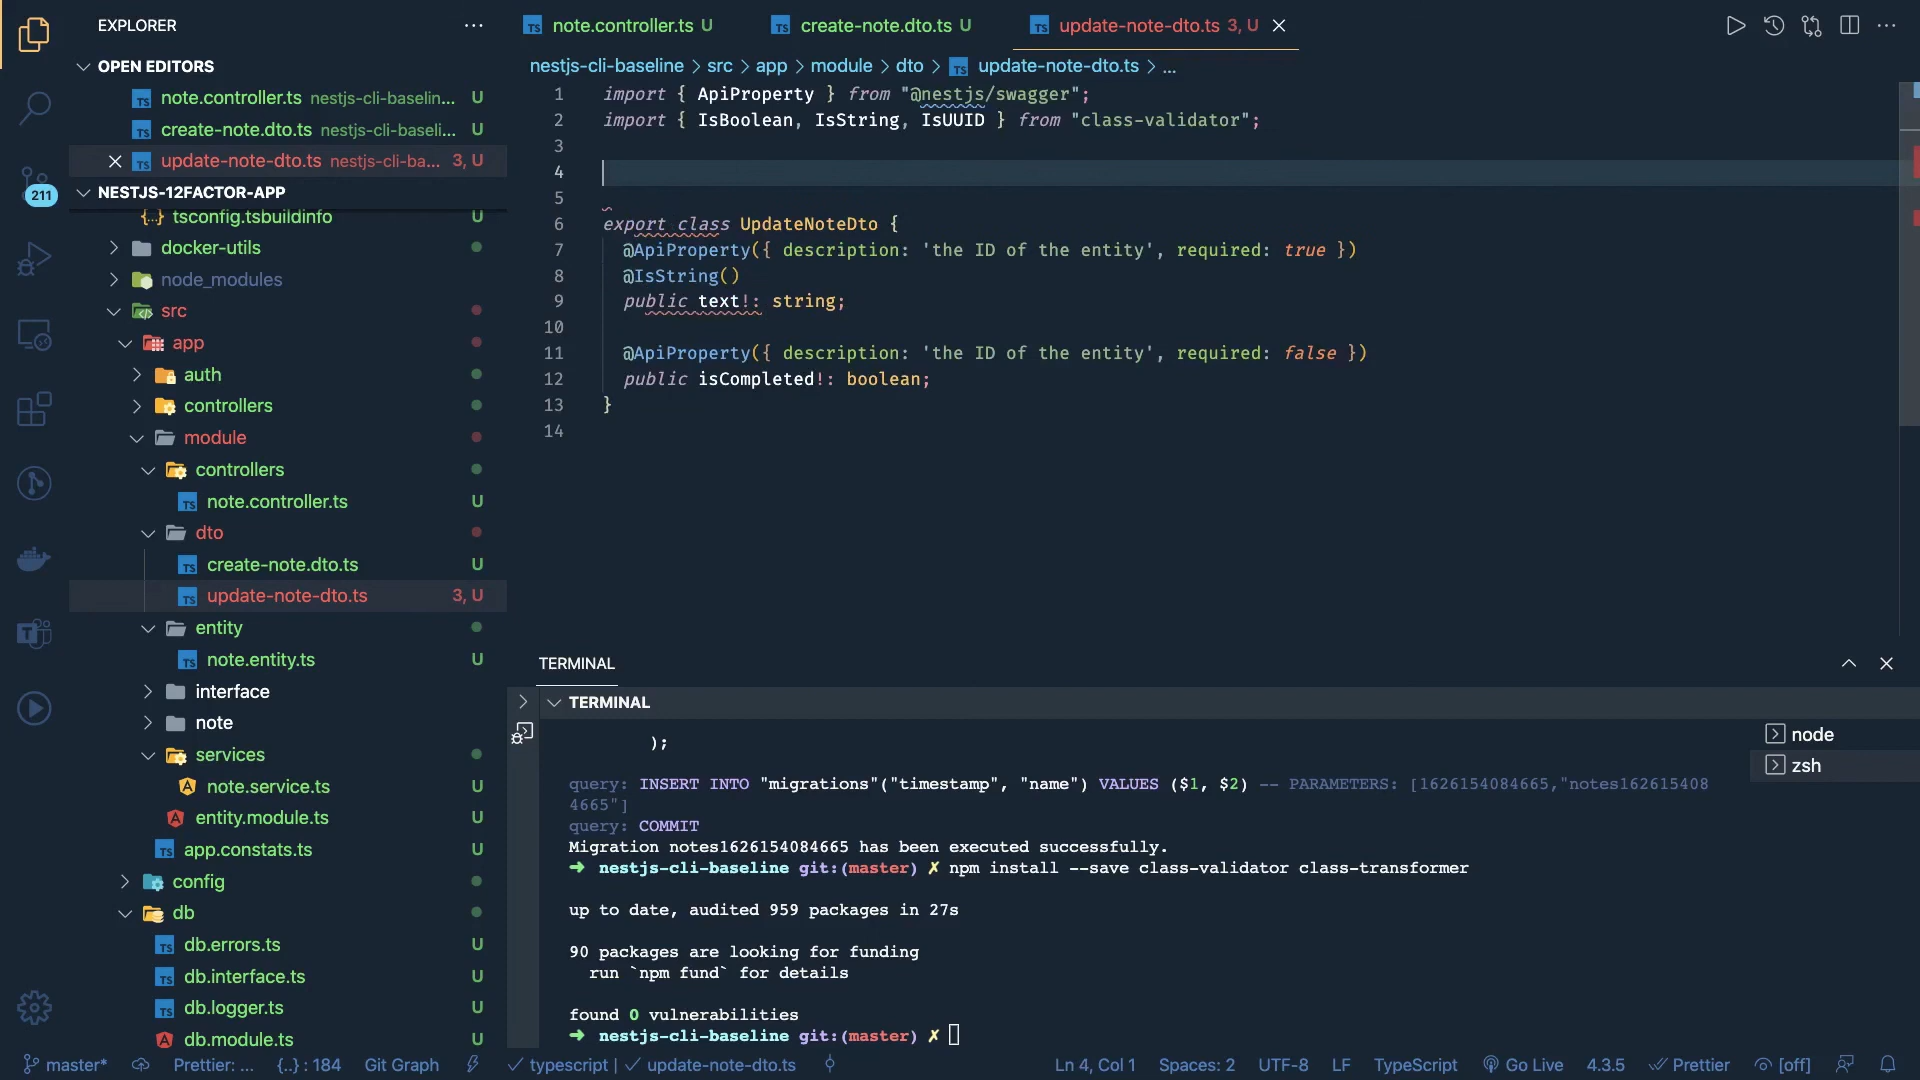 EXPLORER
OPEN EDITORS
note.controller.ts nestjs-cli-baselin... U
create-note.dto.ts nestjs-cli-baseli... U
update-note-dto.ts nestjs-cli-ba... 3, U
NESTJS-12FACTOR-APP
tsconfig.tsbuildinfo U
docker-utils
node_modules
src
app
auth
controllers
module
controllers
note.controller.ts U
dto
create-note.dto.ts U
update-note-dto.ts 3, U
entity
note.entity.ts U
interface
note
services
note.service.ts U
entity.module.ts U
app.constats.ts U
config
db
db.errors.ts U
db.interface.ts U
db.logger.ts U
db.module.ts U
211
note.controller.ts U
create-note.dto.ts U
update-note-dto.ts 3, U
nestjs-cli-baseline > src > app > module > dto > update-note-dto.ts > ...
1 import { ApiProperty } from "@nestjs/swagger";
2 import { IsBoolean, IsString, IsUUID } from "class-validator";
3
4
5
6 export class UpdateNoteDto {
7 @ApiProperty({ description: 'the ID of the entity', required: true })
8 @IsString()
9 public text!: string;
10
11 @ApiProperty({ description: 'the ID of the entity', required: false })
12 public isCompleted!: boolean;
13 }
14
TERMINAL
TERMINAL
);
query: INSERT INTO "migrations"("timestamp", "name") VALUES ($1, $2) -- PARAMETERS: [1626154084665,"notes162615408
4665"]
query: COMMIT
Migration notes1626154084665 has been executed successfully.
➜ nestjs-cli-baseline git:(master) ✗ npm install --save class-validator class-transformer
up to date, audited 959 packages in 27s
90 packages are looking for funding
run `npm fund` for details
found 0 vulnerabilities
➜ nestjs-cli-baseline git:(master) ✗
node
zsh
master* Prettier: ... {..} : 184 Git Graph typescript | update-note-dto.ts Ln 4, Col 1 Spaces: 2 UTF-8 LF TypeScript Go Live 4.3.5 Prettier [off]